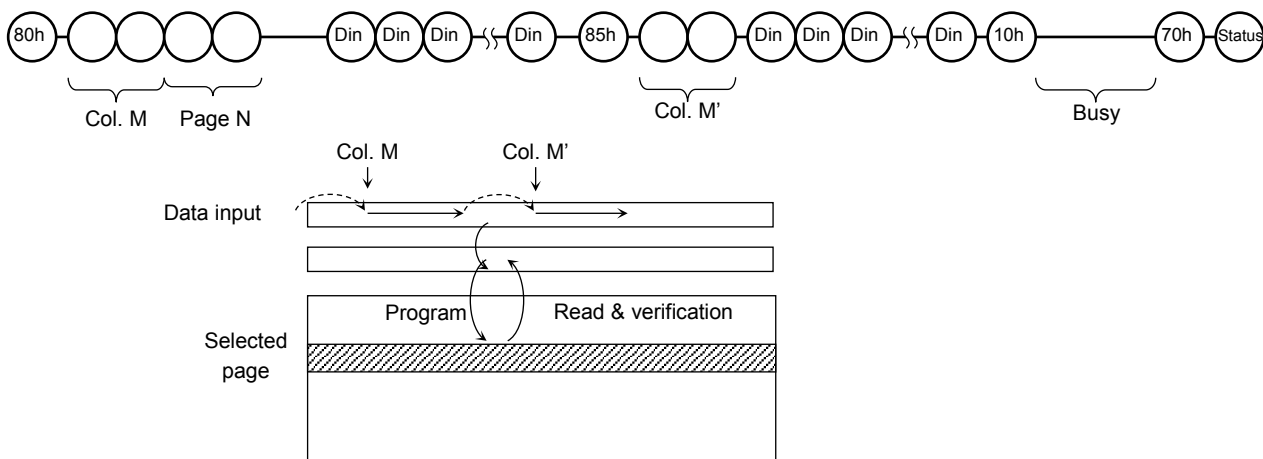 80h Din Din Din Din 85h Din Din Din Din 10h 70h Status
Col. M Page N Col. M’ Busy
Col. M Col. M’
Data input
Program Read & verification
Selected
page